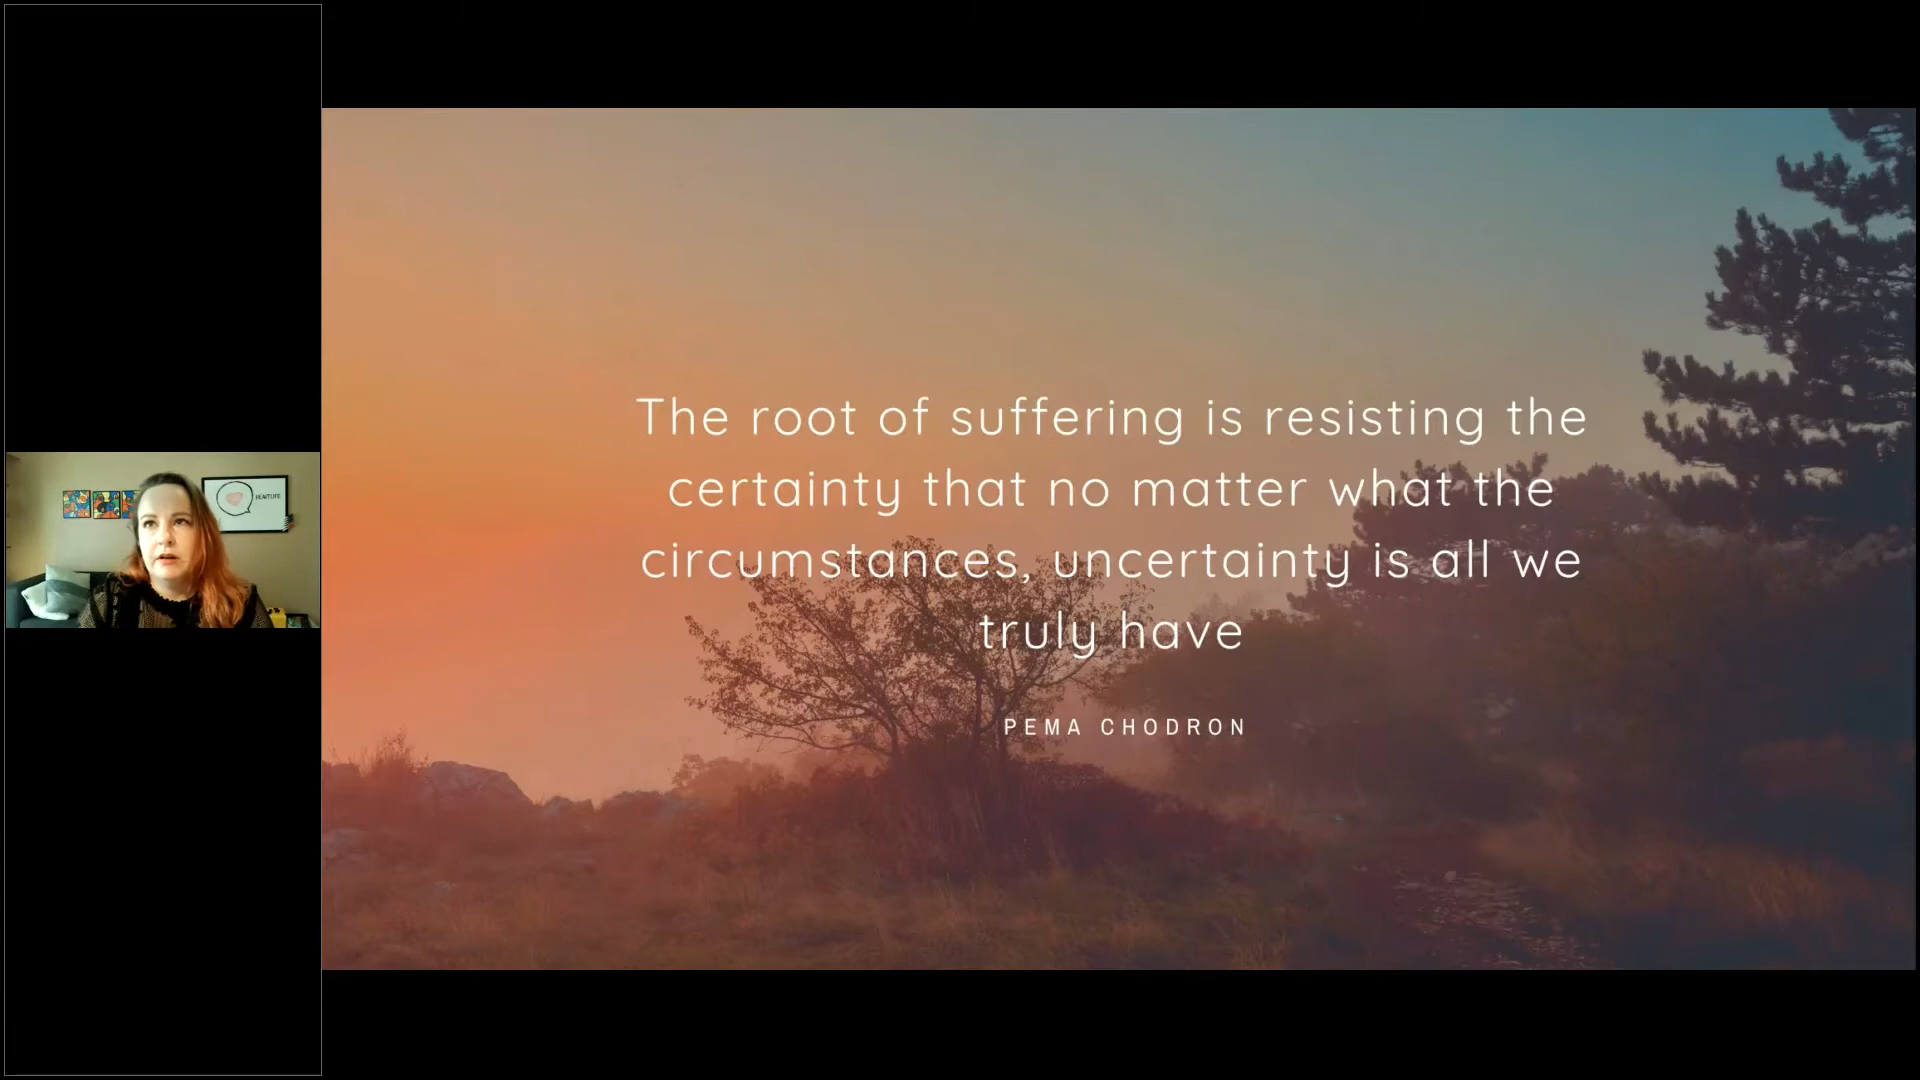 The root of suffering is resisting the
certainty that no matter what the
circumstances, uncertainty is all we
truly have
PEMA CHODRON